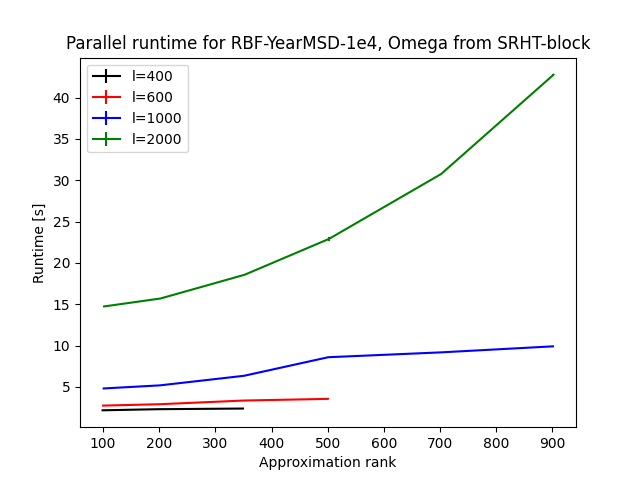 Parallel runtime for RBF-YearMSD-1e4, Omega from SRHT-block
l=400
l=600
l=1000
l=2000
Runtime [s]
40
35
30
25
20
15
10
5
100 200 300 400 500 600 700 800 900
Approximation rank